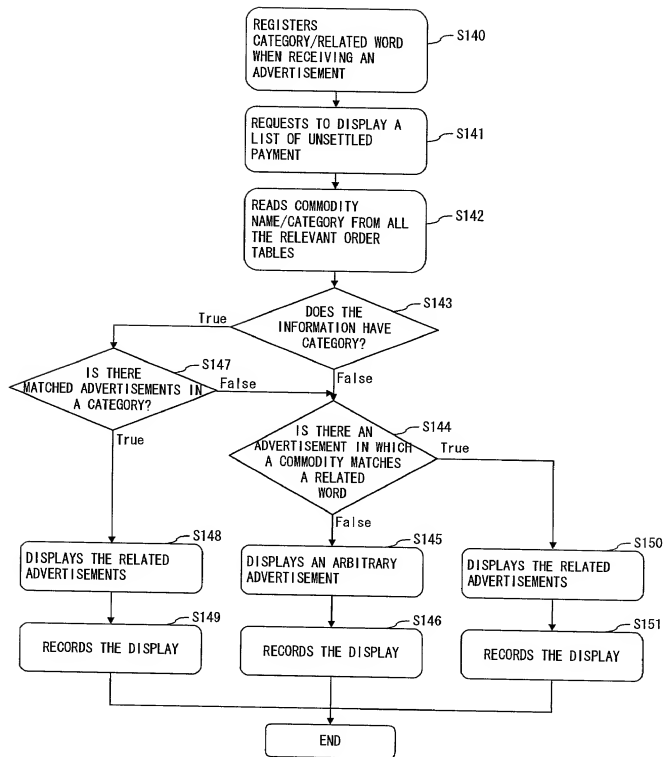 REGISTERS
CATEGORY/RELATED WORD
WHEN RECEIVING AN
ADVERTISEMENT
S140
REQUESTS TO DISPLAY A
LIST OF UNSETTLED
PAYMENT
S141
READS COMMODITY
NAME/CATEGORY FROM ALL
THE RELEVANT ORDER
TABLES
S142
DOES THE
INFORMATION HAVE
CATEGORY?
S143
True
False
IS THERE
MATCHED ADVERTISEMENTS IN
A CATEGORY?
S147
False
True
IS THERE AN
ADVERTISEMENT IN WHICH
A COMMODITY MATCHES
A RELATED
WORD
S144
True
False
DISPLAYS THE RELATED
ADVERTISEMENTS
S148
DISPLAYS AN ARBITRARY
ADVERTISEMENT
S145
DISPLAYS THE RELATED
ADVERTISEMENTS
S150
RECORDS THE DISPLAY
S149
RECORDS THE DISPLAY
S146
RECORDS THE DISPLAY
S151
END